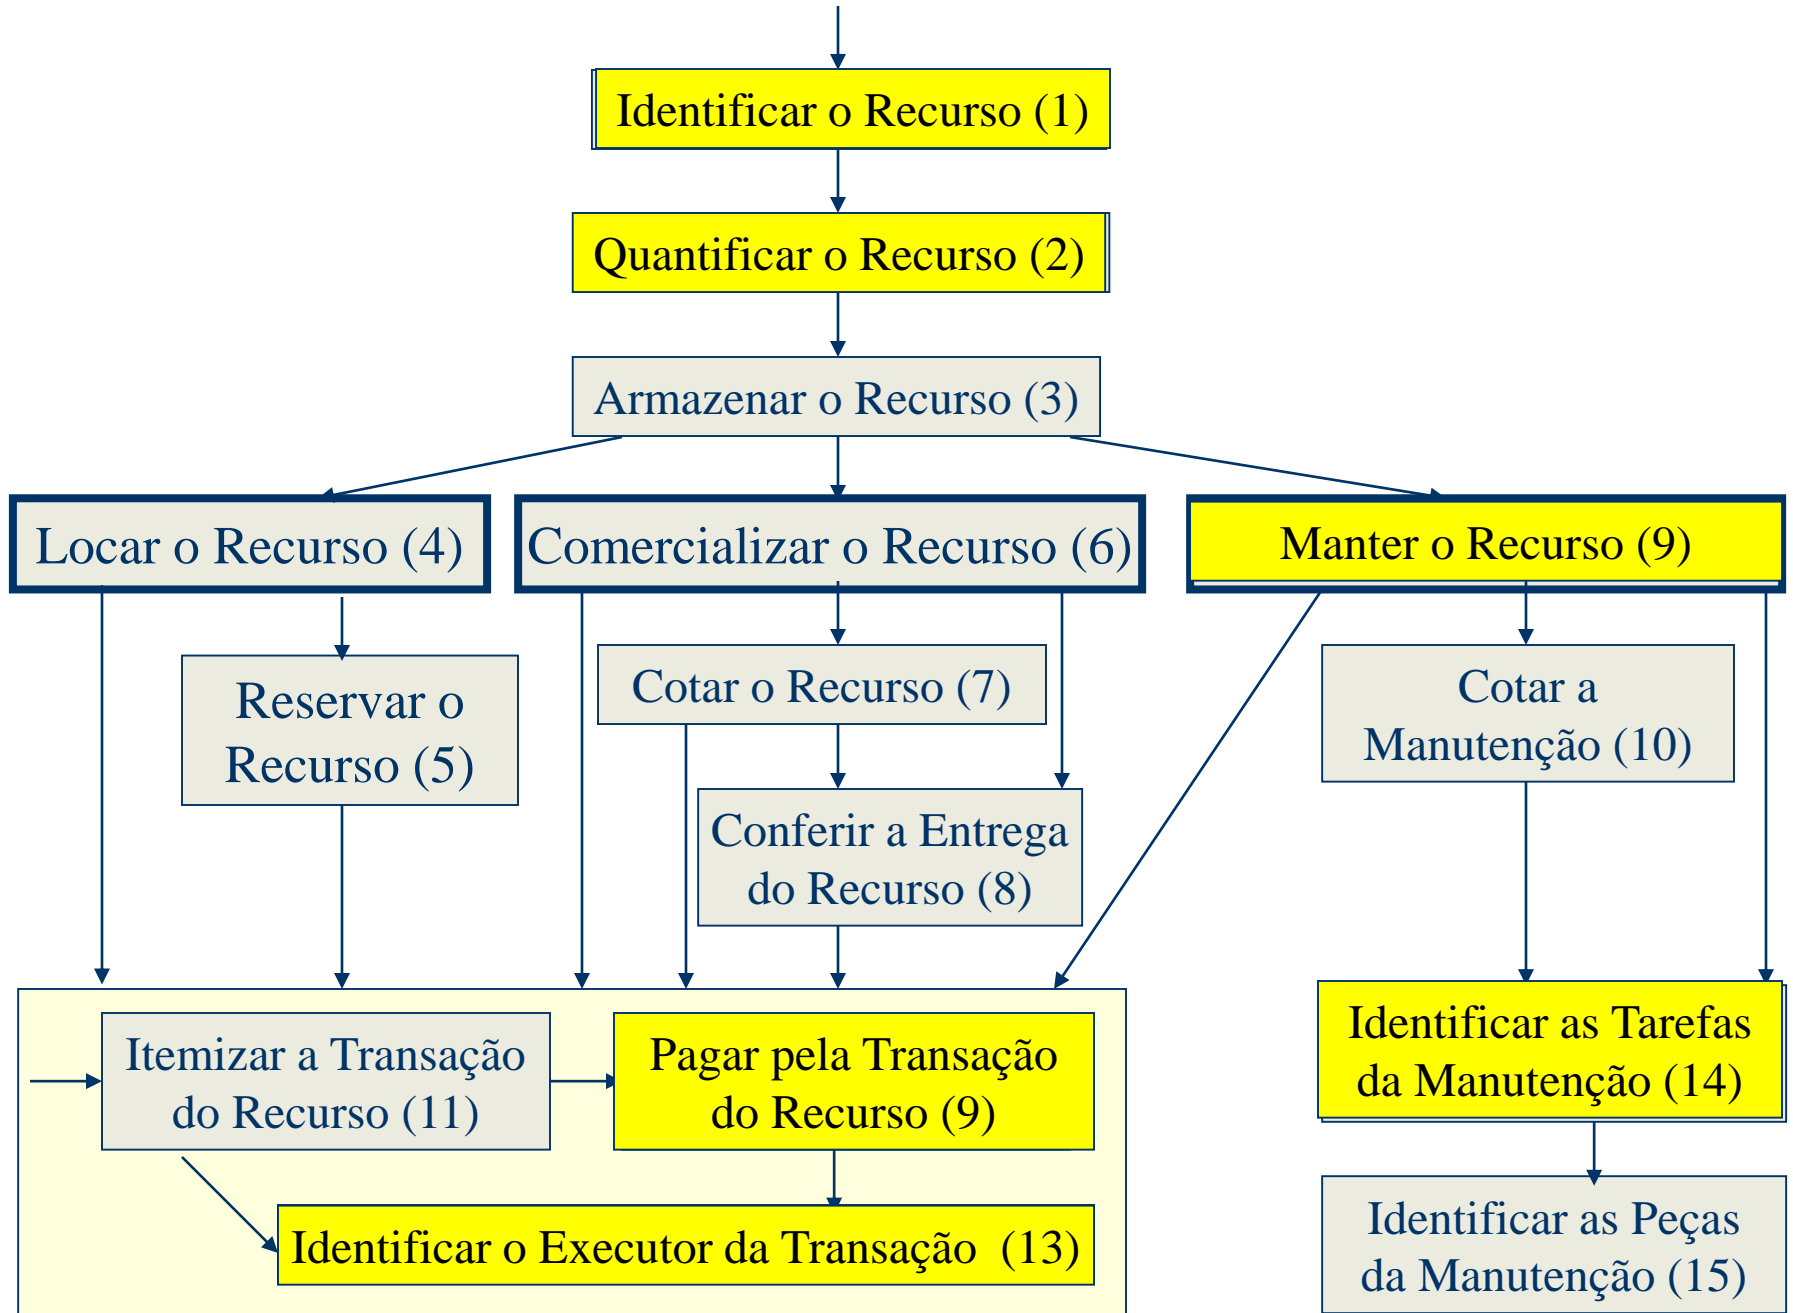 Identificar o Recurso (1)
Quantificar o Recurso (2)
Armazenar o Recurso (3)
Locar o Recurso (4)
Comercializar o Recurso (6)
Manter o Recurso (9)
Reservar o
Recurso (5)
Cotar o Recurso (7)
Cotar a
Manutenção (10)
Conferir a Entrega
do Recurso (8)
Itemizar a Transação
do Recurso (11)
Pagar pela Transação
do Recurso (9)
Identificar as Tarefas
da Manutenção (14)
Identificar o Executor da Transação (13)
Identificar as Peças
da Manutenção (15)